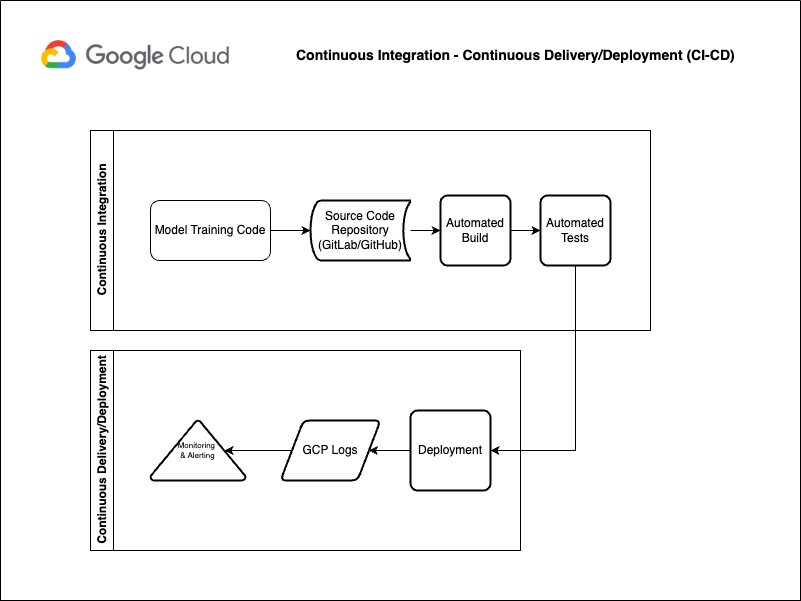 Google Cloud
Continuous Integration - Continuous Delivery/Deployment (CI-CD)
Continuous Integration
Model Training Code
Source Code
Repository
(GitLab/GitHub)
Automated
Build
Automated
Tests
Continuous Delivery/Deployment
Monitoring
& Alerting
GCP Logs
Deployment